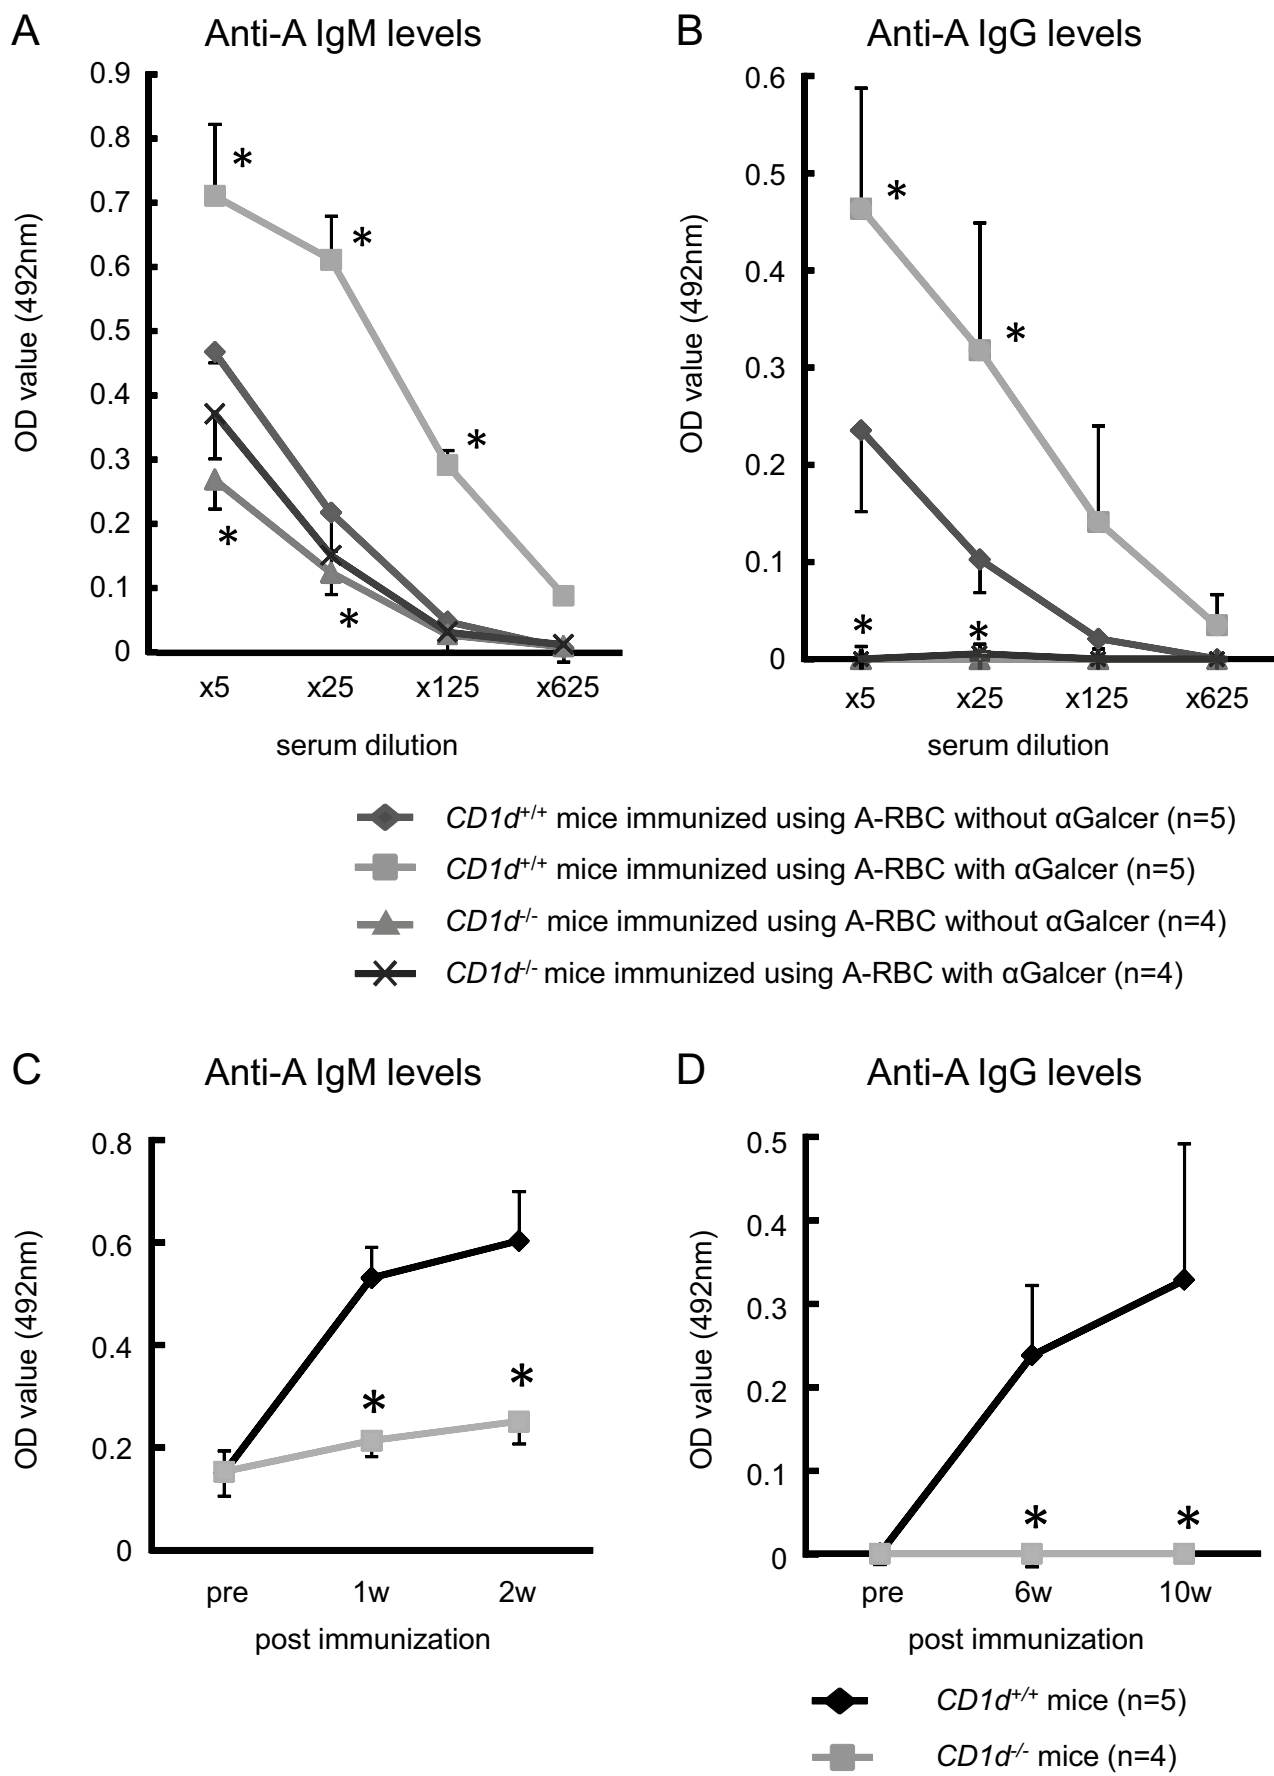 A Anti-A IgM levels
0.9
0.8
0.7
0.6
0.5
0.4
0.3
0.2
0.1
0
OD value (492nm)
* * * * *
x5 x25 x125 x625
serum dilution
B Anti-A IgG levels
0.6
0.5
0.4
0.3
0.2
0.1
0
OD value (492nm)
* * * *
x5 x25 x125 x625
serum dilution
CD1d+/+ mice immunized using A-RBC without αGalcer (n=5)
CD1d+/+ mice immunized using A-RBC with αGalcer (n=5)
CD1d-/- mice immunized using A-RBC without αGalcer (n=4)
CD1d-/- mice immunized using A-RBC with αGalcer (n=4)
C Anti-A IgM levels
0.8
0.6
0.4
0.2
0
OD value (492nm)
* *
pre 1w 2w
post immunization
D Anti-A IgG levels
0.5
0.4
0.3
0.2
0.1
0
OD value (492nm)
* *
pre 6w 10w
post immunization
CD1d+/+ mice (n=5)
CD1d-/- mice (n=4)